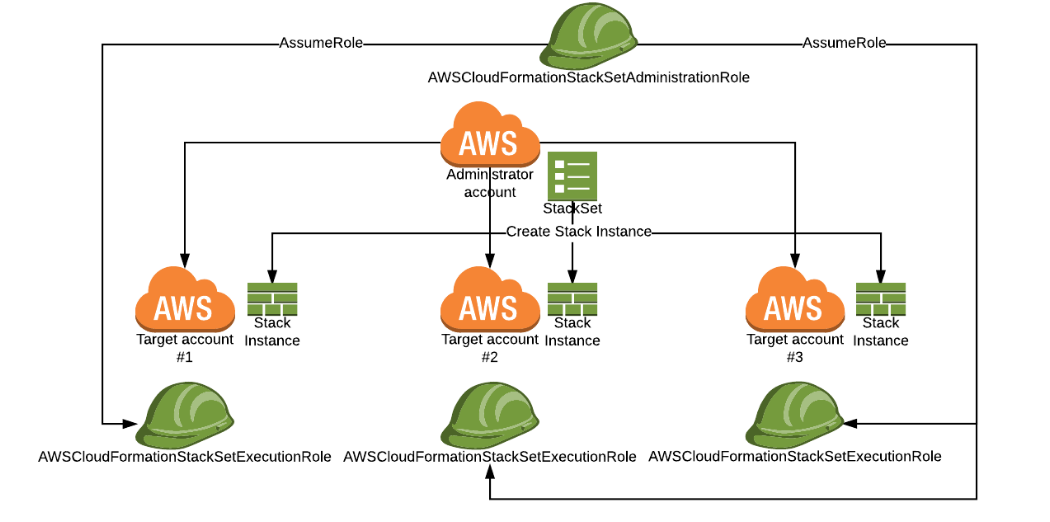 AssumeRole
AssumeRole
AWSCloudFormationStackSetAdministrationRole
AWS
Administrator
account
StackSet
Create Stack Instance
AWS
Target account
#1
Stack
Instance
AWS
Target account
#2
Stack
Instance
AWS
Target account
#3
Stack
Instance
AWSCloudFormationStackSetExecutionRole
AWSCloudFormationStackSetExecutionRole
AWSCloudFormationStackSetExecutionRole